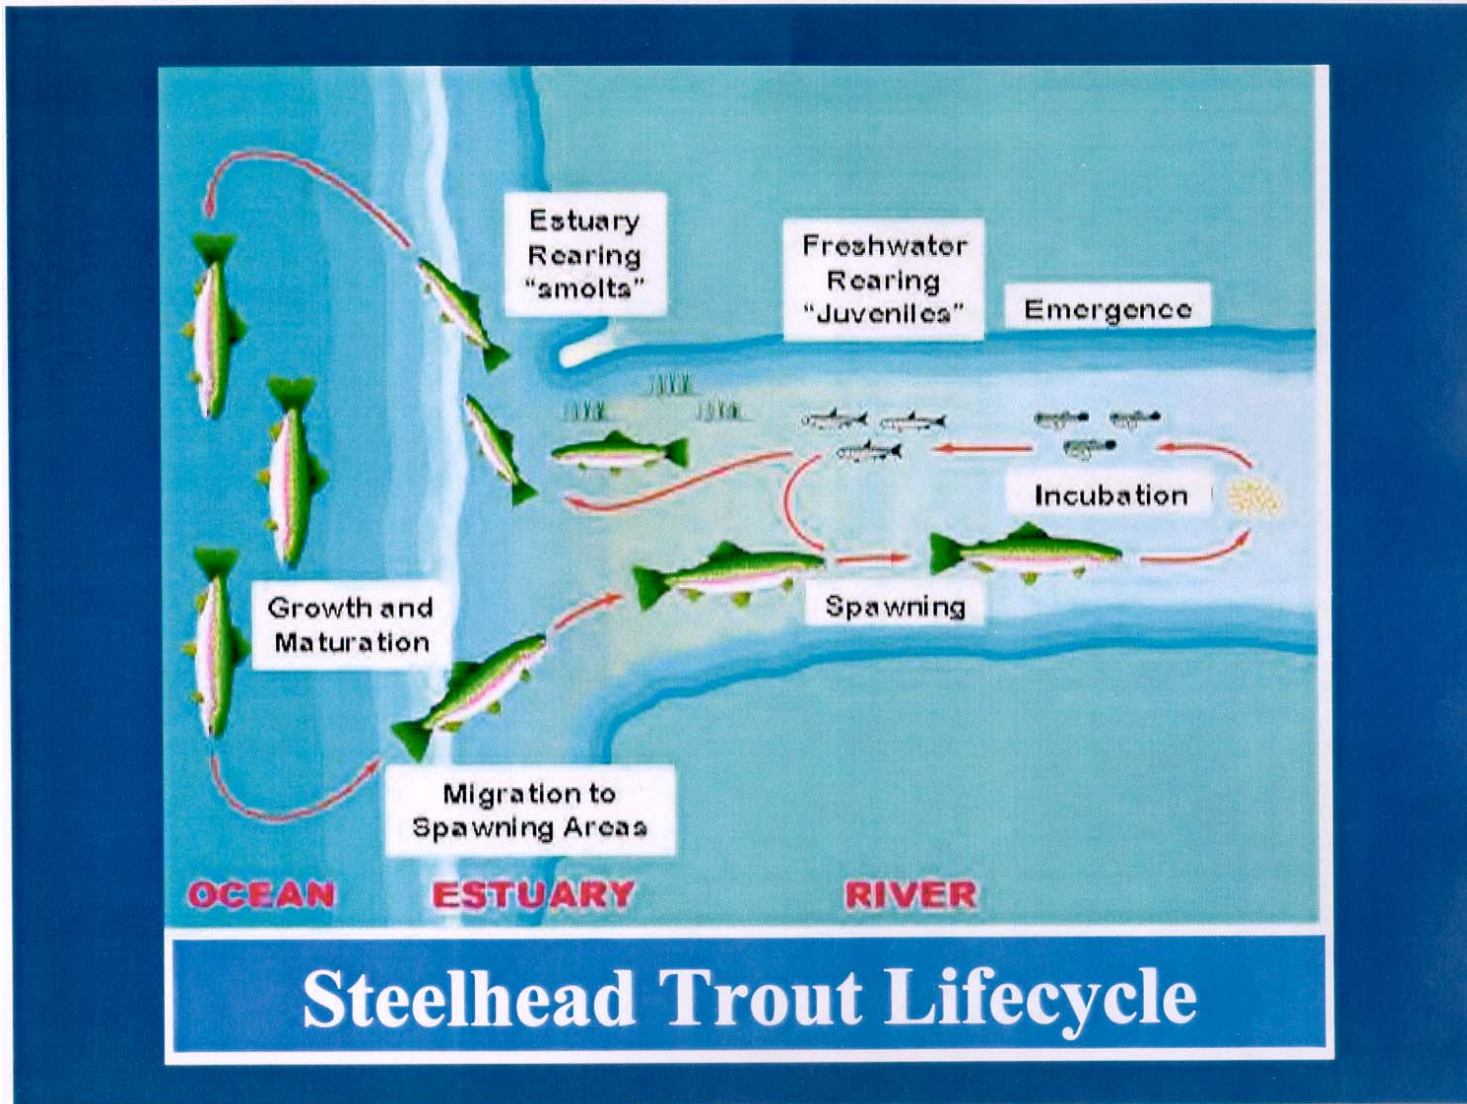 Estuary
Rearing
“smolts”
Freshwater
Rearing
“Juveniles”
Emergence
Incubation
Growth and
Maturation
Spawning
Migration to
Spawning Areas
OCEAN
ESTUARY
RIVER
Steelhead Trout Lifecycle